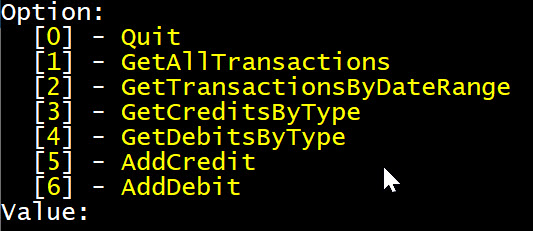 Option:
[0] - Quit
[1] - GetAllTransactions
[2] - GetTransactionsByDateRange
[3] - GetCreditsByType
[4] - GetDebitsByType
[5] - AddCredit
[6] - AddDebit
Value: